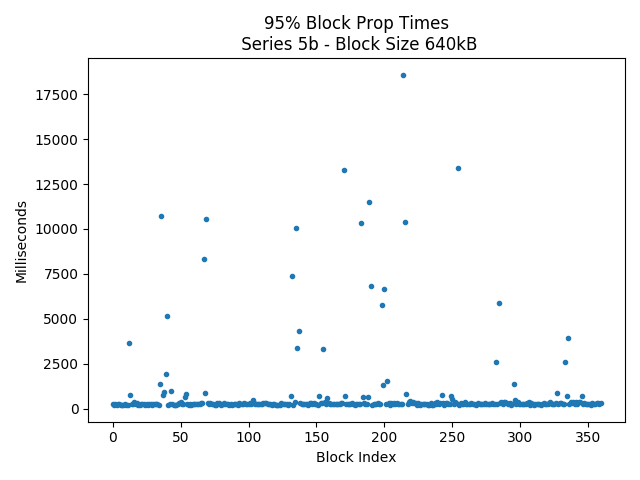 95% Block Prop Times
Series 5b - Block Size 640kB
17500
15000
12500
10000
7500
5000
2500
0
Milliseconds
0 50 100 150 200 250 300 350
Block Index